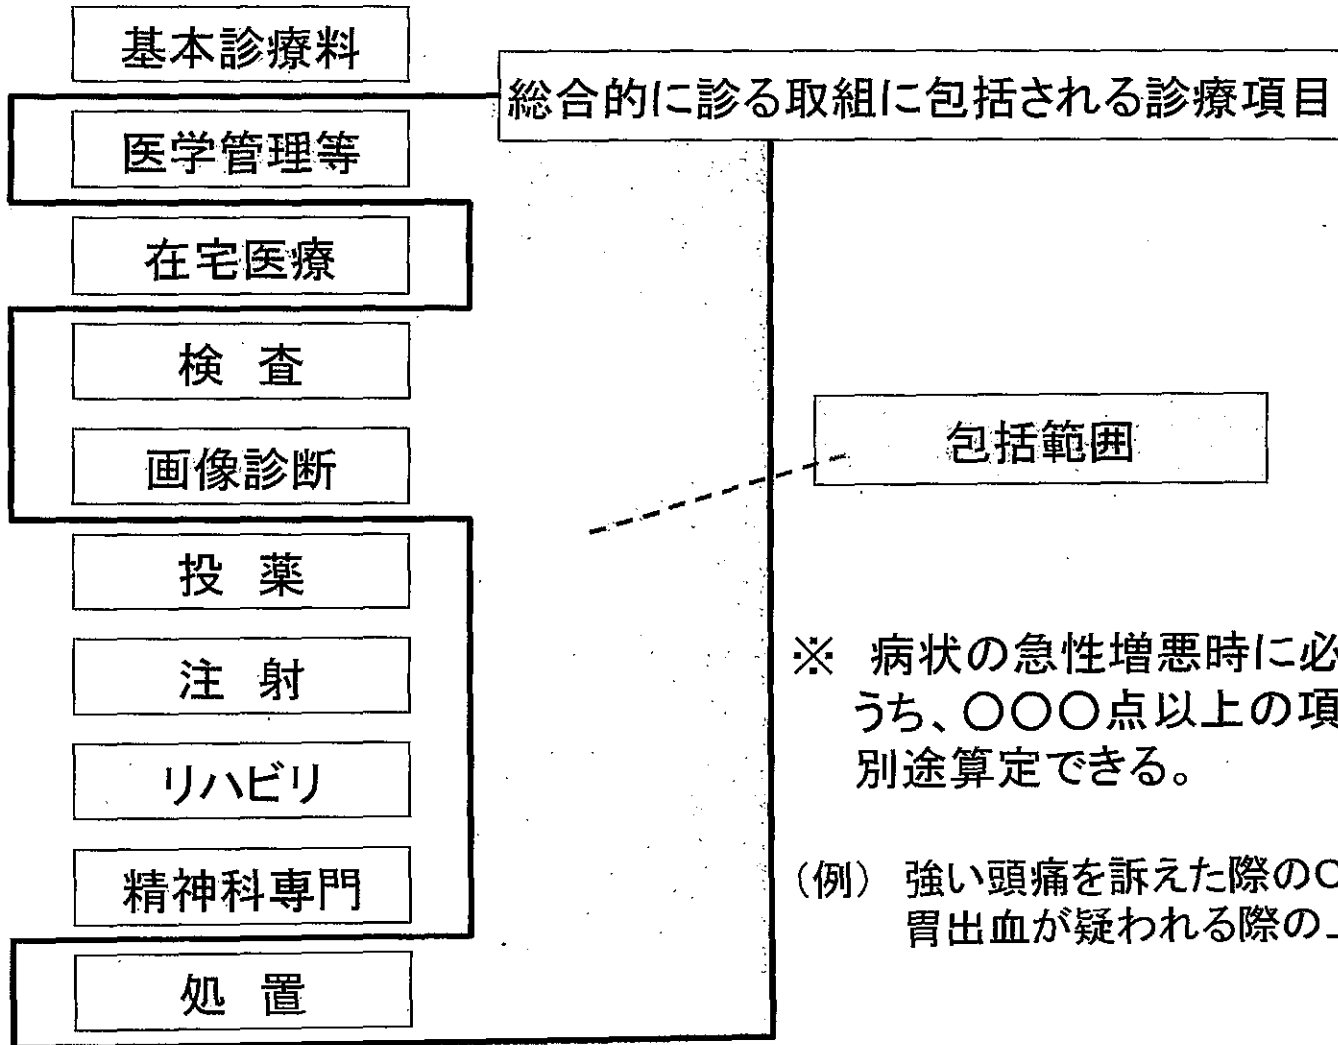 基本診療料
総合的に診る取組に包括される診療項目
医学管理等
在宅医療
検 査
画像診断
包括範囲
投 薬
注 射
リハビリ
精神科専門
処 置
※ 病状の急性増悪時に必
うち、〇〇〇点以上の項
別途算定できる。
(例) 強い頭痛を訴えた際の
胃出血が疑われる際の